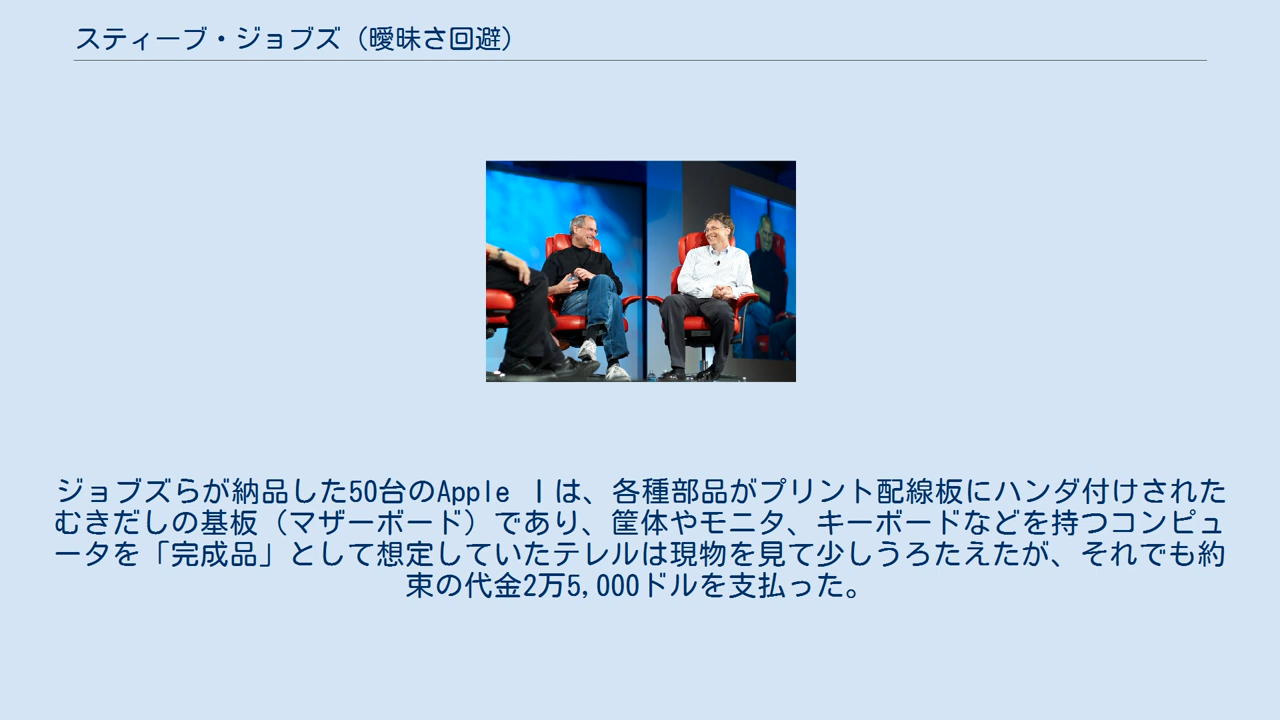 スティーブ・ジョブズ（曖昧さ回避）
ジョブズらが納品した50台のApple Iは、各種部品がプリント配線板にハンダ付けされた
むきだしの基板（マザーボード）であり、筐体やモニタ、キーボードなどを持つコンピュ
ータを「完成品」として想定していたテレルは現物を見て少しうろたえたが、それでも約
束の代金2万5,000ドルを支払った。